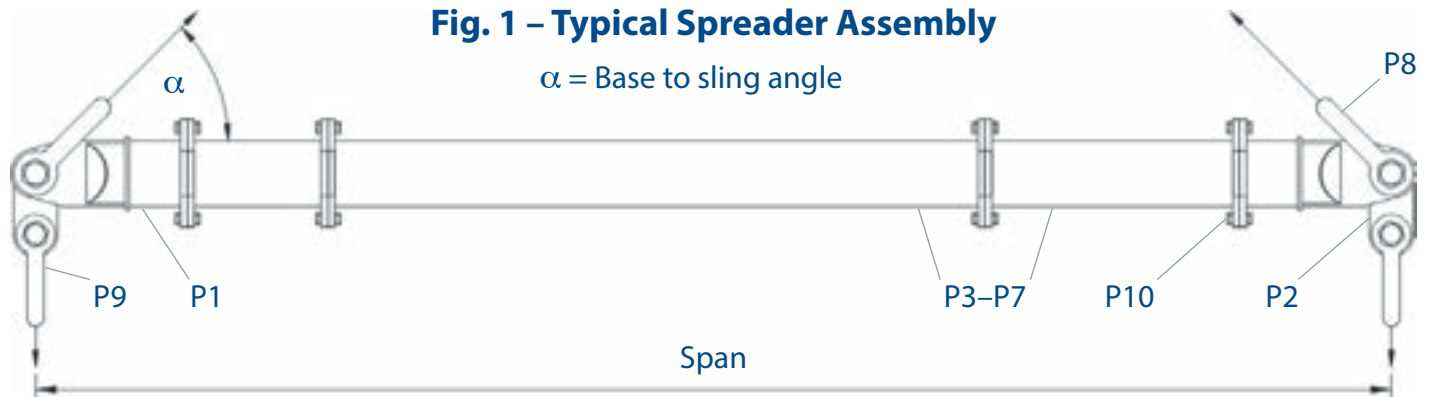 Fig. 1 – Typical Spreader Assembly
α = Base to sling angle
α
P8
P9
P1
P3–P7
P10
P2
Span